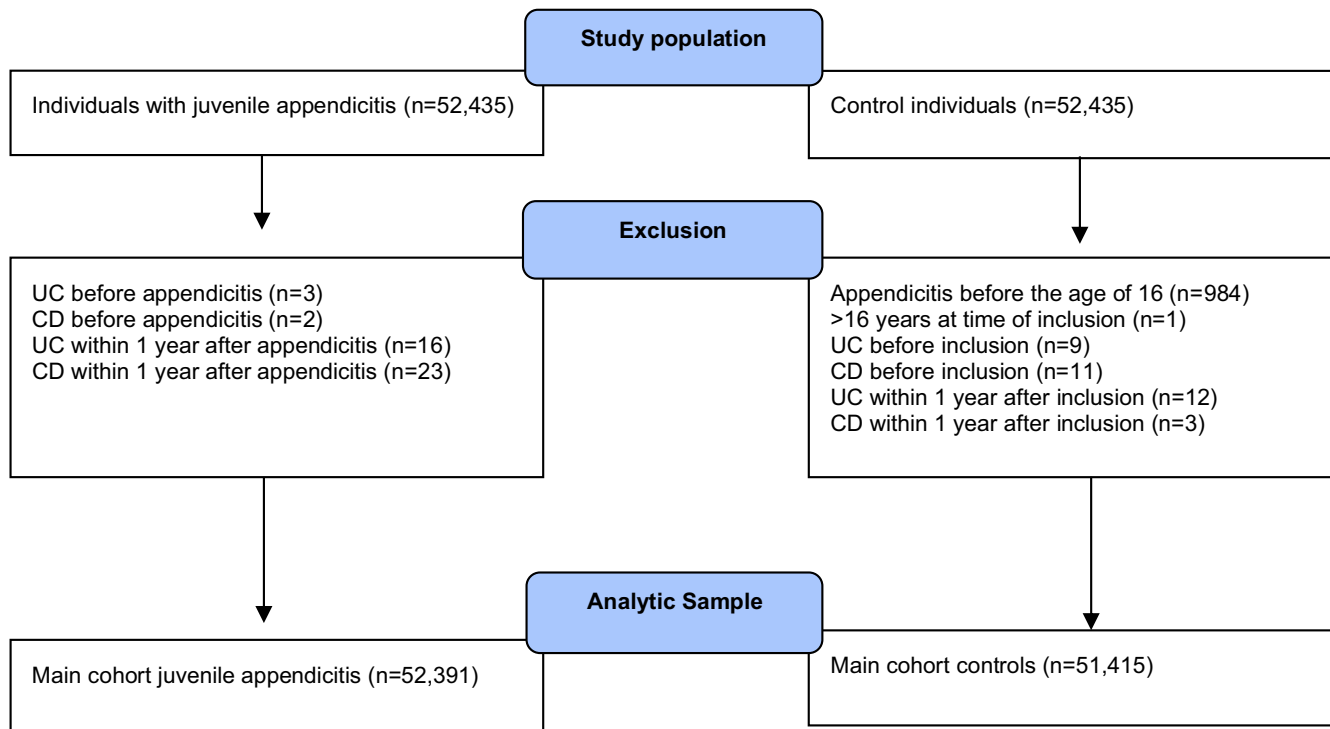 Study population
Individuals with juvenile appendicitis (n=52,435)
Control individuals (n=52,435)
Exclusion
UC before appendicitis (n=3)
CD before appendicitis (n=2)
UC within 1 year after appendicitis (n=16)
CD within 1 year after appendicitis (n=23)
Appendicitis before the age of 16 (n=984)
>16 years at time of inclusion (n=1)
UC before inclusion (n=9)
CD before inclusion (n=11)
UC within 1 year after inclusion (n=12)
CD within 1 year after inclusion (n=3)
Analytic Sample
Main cohort juvenile appendicitis (n=52,391)
Main cohort controls (n=51,415)